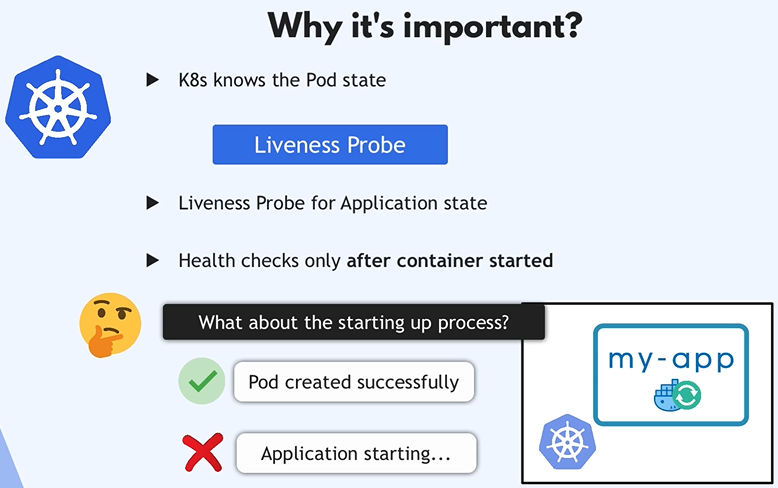 Why it's important?
K8s knows the Pod state
Liveness Probe
Liveness Probe for Application state
Health checks only after container started
What about the starting up process?
my-app
Pod created successfully
Application starting...